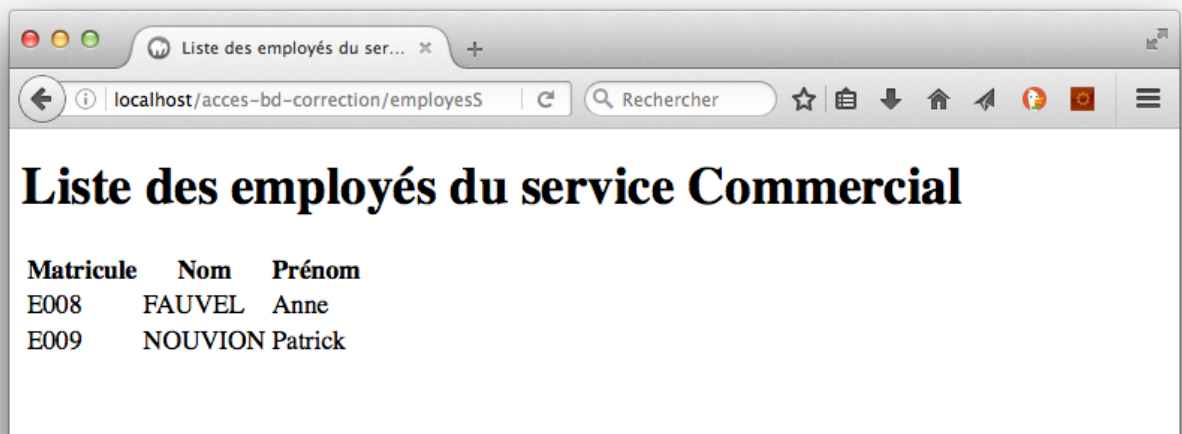 Liste des employés du ser...
localhost/acces-bd-correction/employesS
Rechercher
Liste des employés du service Commercial
Matricule Nom Prénom
E008 FAUVEL Anne
E009 NOUVION Patrick